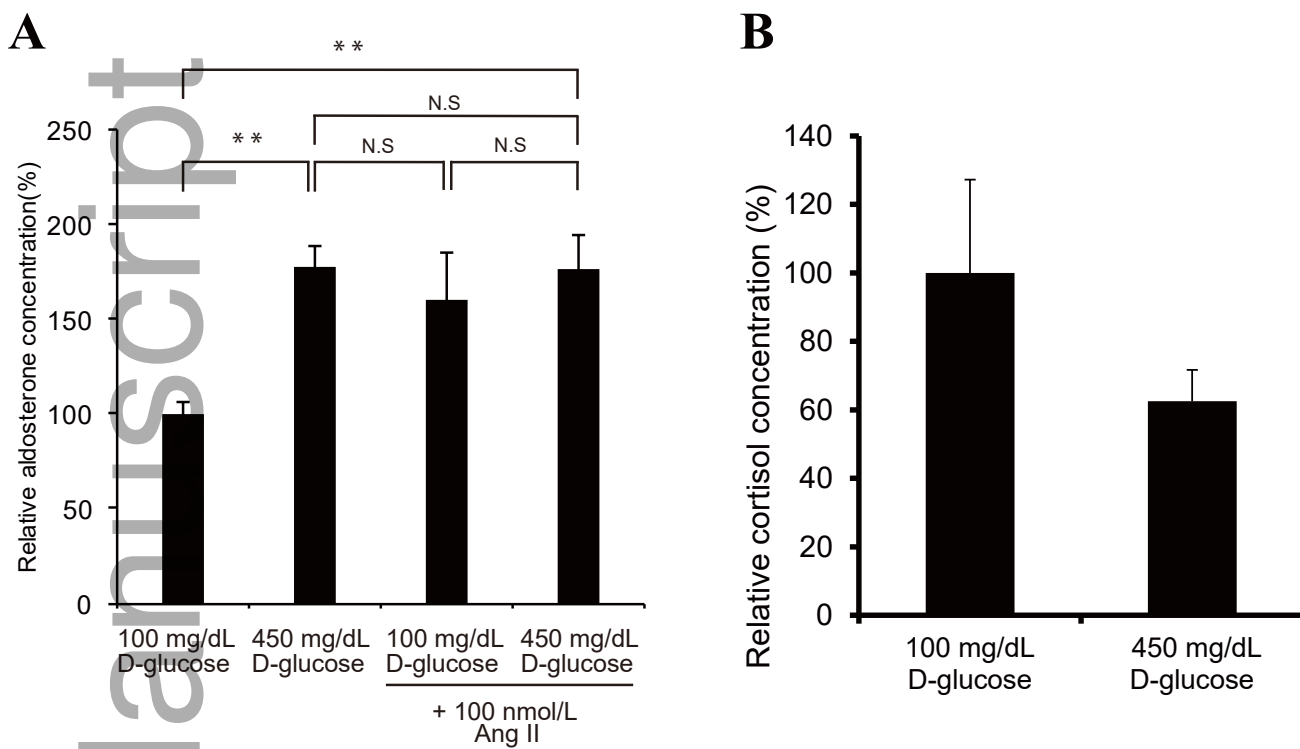 A
B
* *
N.S
* *
N.S
N.S
250
200
150
100
50
0
Relative aldosterone concentration(%)
100 mg/dL
D-glucose
450 mg/dL
D-glucose
100 mg/dL
D-glucose
450 mg/dL
D-glucose
+ 100 nmol/L
Ang II
140
120
100
80
60
40
20
0
Relative cortisol concentration (%)
100 mg/dL
D-glucose
450 mg/dL
D-glucose
anuscript